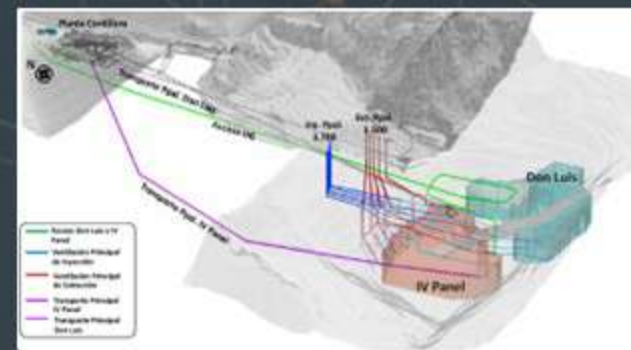 Planta Cordillera
N
Transporte Ppal. Don Luis
Acceso UG
Iny. Ppal.
Ext. Ppal.
Don Luis
Transporte Ppal. IV Panel
IV Panel
Acceso Don Luis e IV
Panel
Ventilación Principal
de Inyección
Ventilación Principal
de Extracción
Transporte Principal
IV Panel
Transporte Principal
Don Luis